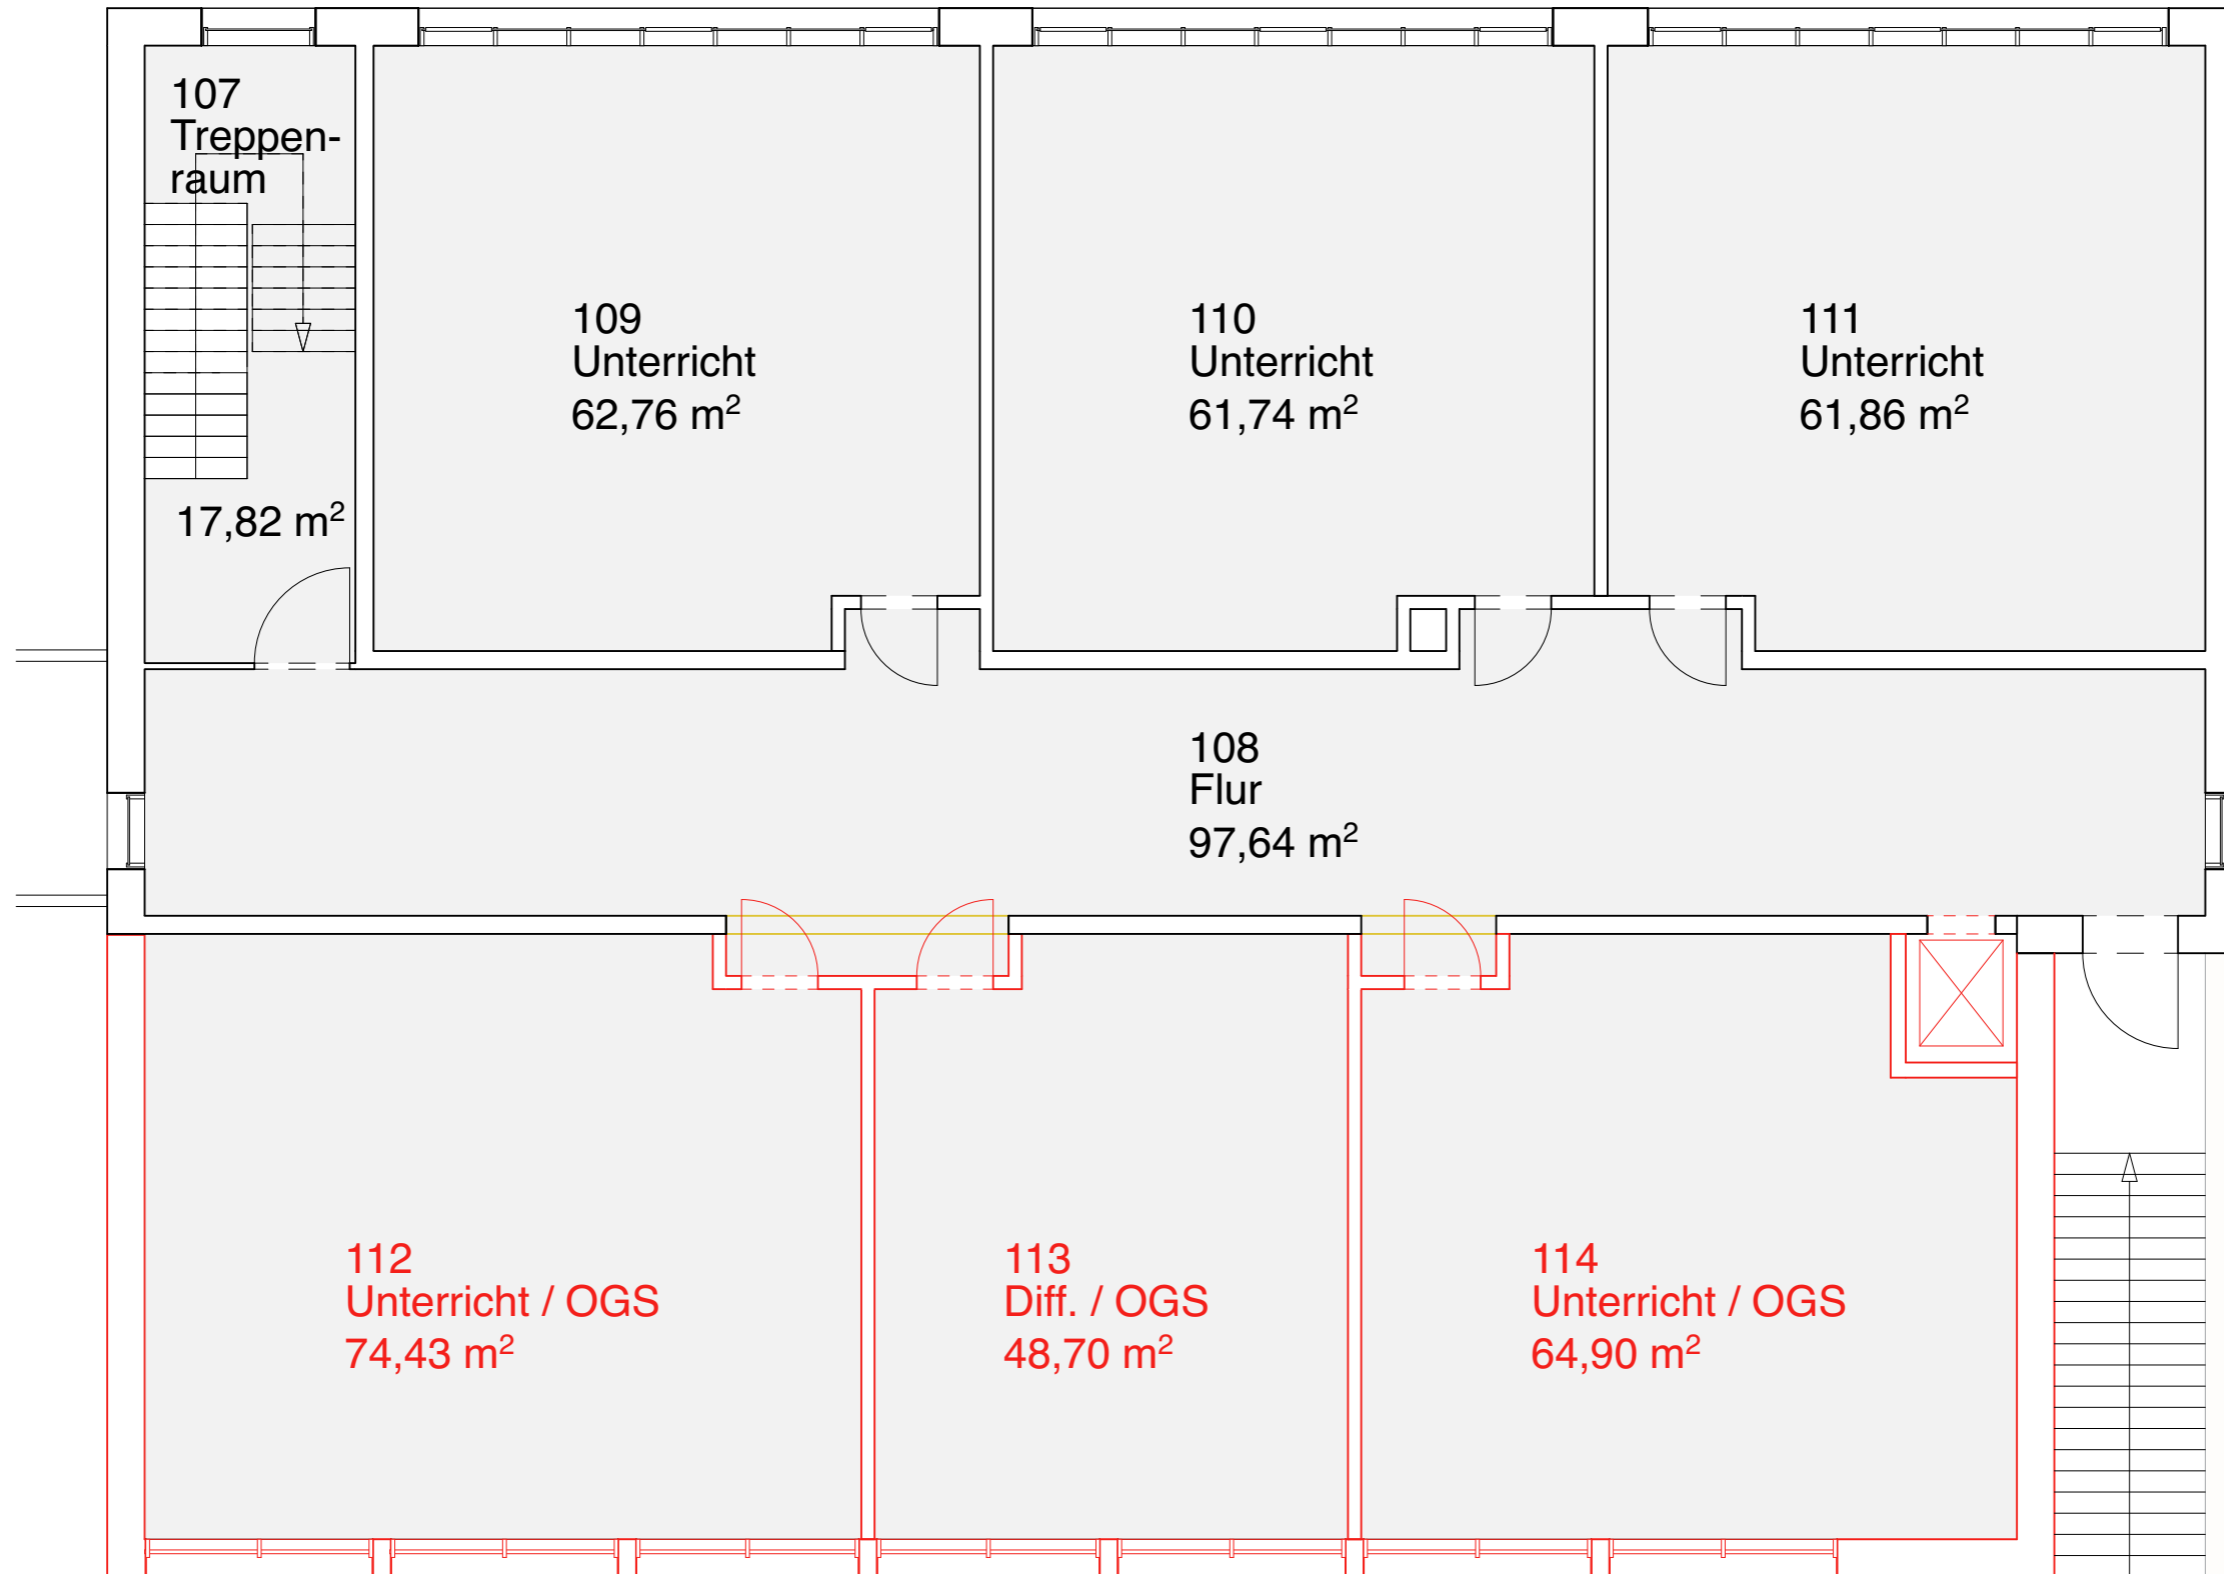 107
Treppen-
raum
17,82 m²
109
Unterricht
62,76 m²
110
Unterricht
61,74 m²
111
Unterricht
61,86 m²
108
Flur
97,64 m²
112
Unterricht / OGS
74,43 m²
113
Diff. / OGS
48,70 m²
114
Unterricht / OGS
64,90 m²